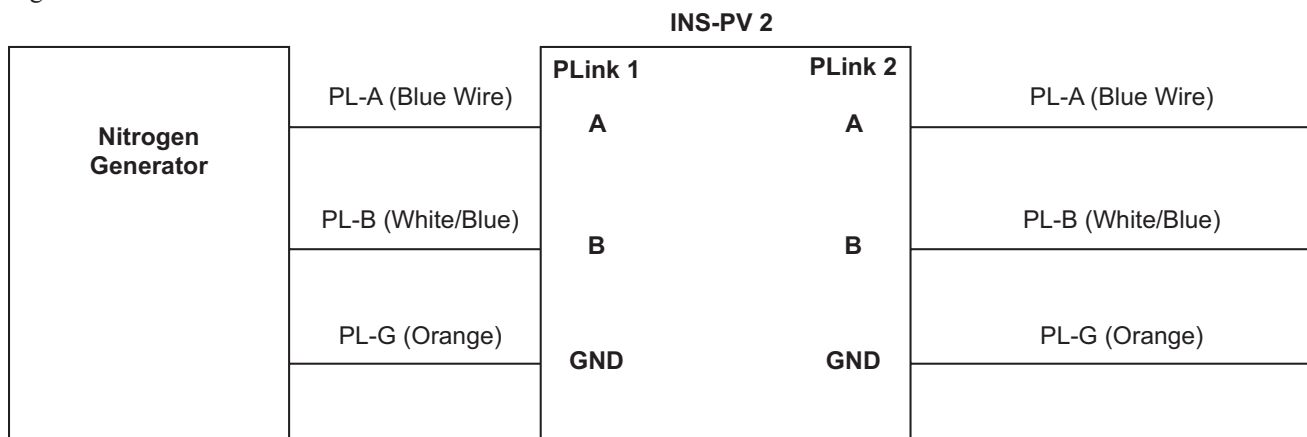 INS-PV 2
PLink 1
PLink 2
PL-A (Blue Wire)
A
A
PL-A (Blue Wire)
Nitrogen
Generator
PL-B (White/Blue)
B
B
PL-B (White/Blue)
PL-G (Orange)
GND
GND
PL-G (Orange)